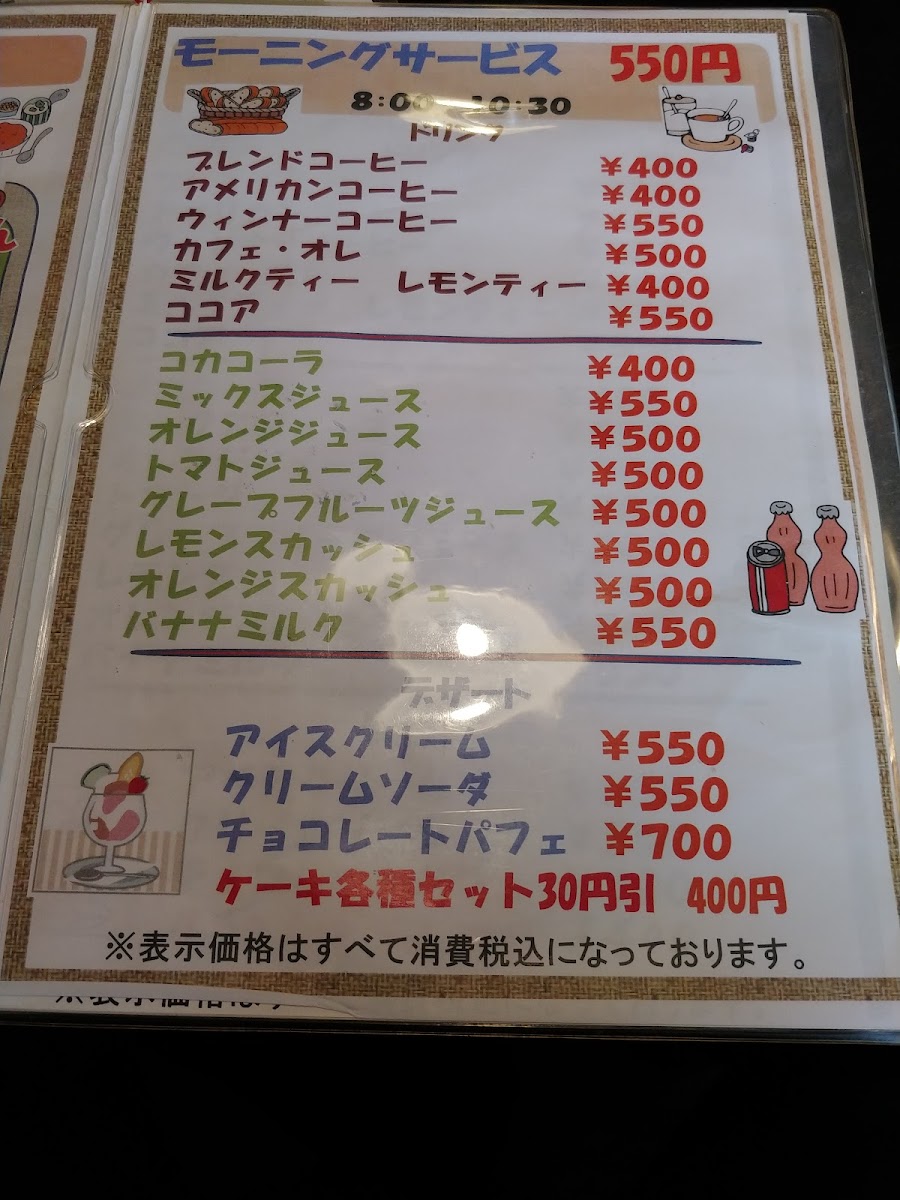 モーニングサービス 550円
8:00 10:30
ドリンク
ブレンドコーヒー ¥400
アメリカンコーヒー ¥400
ウィンナーコーヒー ¥550
カフェ・オレ ¥500
ミルクティー レモンティー ¥400
ココア ¥550
コカコーラ ¥400
ミックスジュース ¥550
オレンジジュース ¥500
トマトジュース ¥500
グレープフルーツジュース ¥500
レモンスカッシュ ¥500
オレンジスカッシュ ¥500
バナナミルク ¥550
デザート
アイスクリーム ¥550
クリームソーダ ¥550
チョコレートパフェ ¥700
ケーキ各種セット30円引 400円
※表示価格はすべて消費税込になっております。